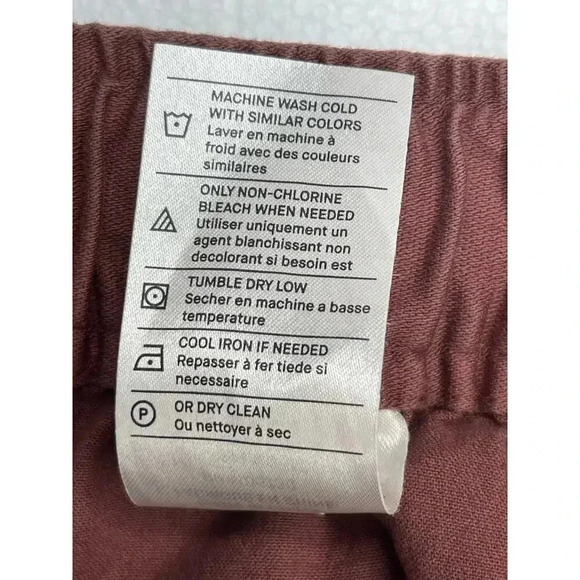 MACHINE WASH COLD
WITH SIMILAR COLORS
Laver en machine à
froid avec des couleurs
similaires
ONLY NON-CHLORINE
BLEACH WHEN NEEDED
Utiliser uniquement un
agent blanchissant non
decolorant si besoin est
TUMBLE DRY LOW
Secher en machine a basse
temperature
COOL IRON IF NEEDED
Repasser à fer tiede si
necessaire
P
OR DRY CLEAN
Ou nettoyer à sec